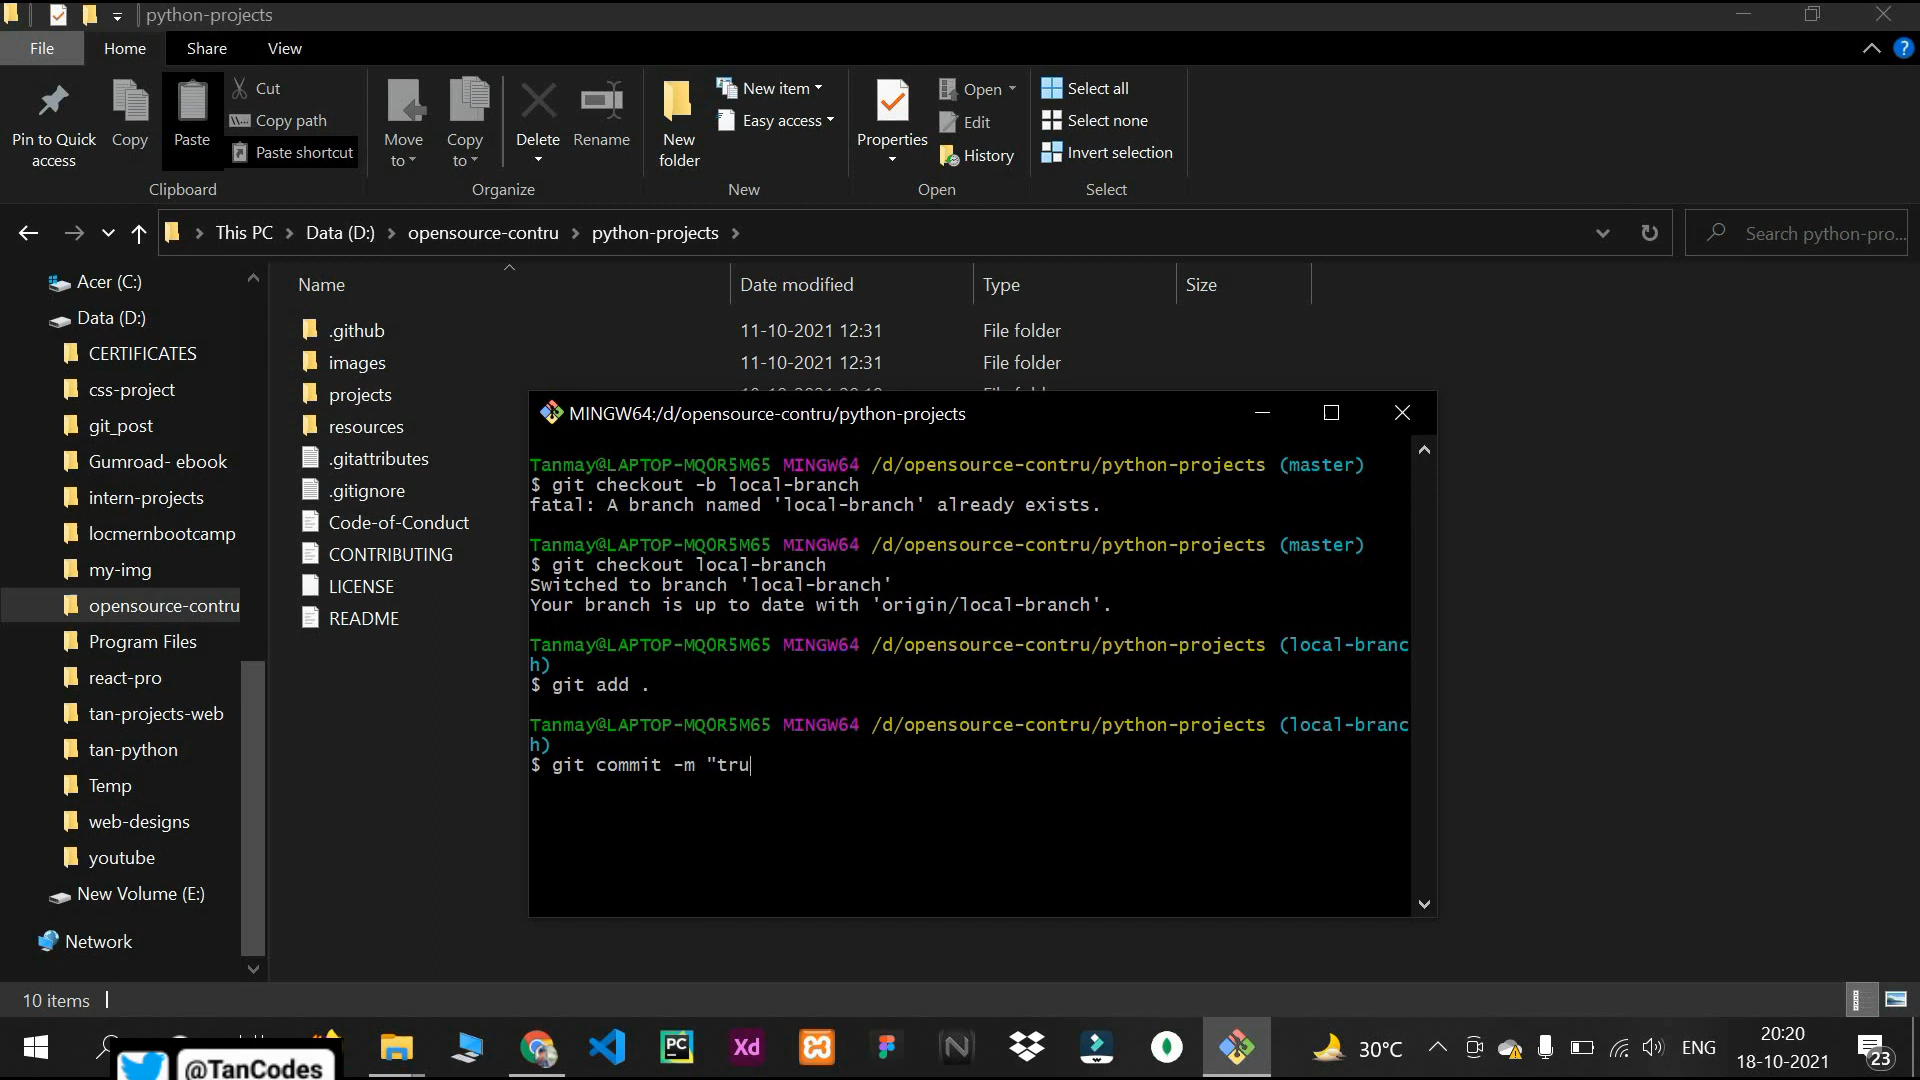 python-projects
File Home Share View
Pin to Quick access
Copy
Paste
Cut
Copy path
Paste shortcut
Clipboard
Move to
Copy to
Delete
Rename
Organize
New folder
New item
Easy access
New
Properties
Open
Edit
History
Open
Select all
Select none
Invert selection
Select
This PC Data (D:) opensource-contru python-projects
Search python-pro...
Name Date modified Type Size
Acer (C:)
Data (D:)
CERTIFICATES
css-project
git_post
Gumroad- ebook
intern-projects
locmernbootcamp
my-img
opensource-contru
Program Files
react-pro
tan-projects-web
tan-python
Temp
web-designs
youtube
New Volume (E:)
Network
.github 11-10-2021 12:31 File folder
images 11-10-2021 12:31 File folder
projects
resources
.gitattributes
.gitignore
Code-of-Conduct
CONTRIBUTING
LICENSE
README
MINGW64:/d/opensource-contru/python-projects
Tanmay@LAPTOP-MQ0R5M65 MINGW64 /d/opensource-contru/python-projects (master)
$ git checkout -b local-branch
fatal: A branch named 'local-branch' already exists.
Tanmay@LAPTOP-MQ0R5M65 MINGW64 /d/opensource-contru/python-projects (master)
$ git checkout local-branch
Switched to branch 'local-branch'
Your branch is up to date with 'origin/local-branch'.
Tanmay@LAPTOP-MQ0R5M65 MINGW64 /d/opensource-contru/python-projects (local-branc
h)
$ git add .
Tanmay@LAPTOP-MQ0R5M65 MINGW64 /d/opensource-contru/python-projects (local-branc
h)
$ git commit -m "tru
10 items
@TanCodes
PC
Xd
30°C
ENG
20:20
18-10-2021
23